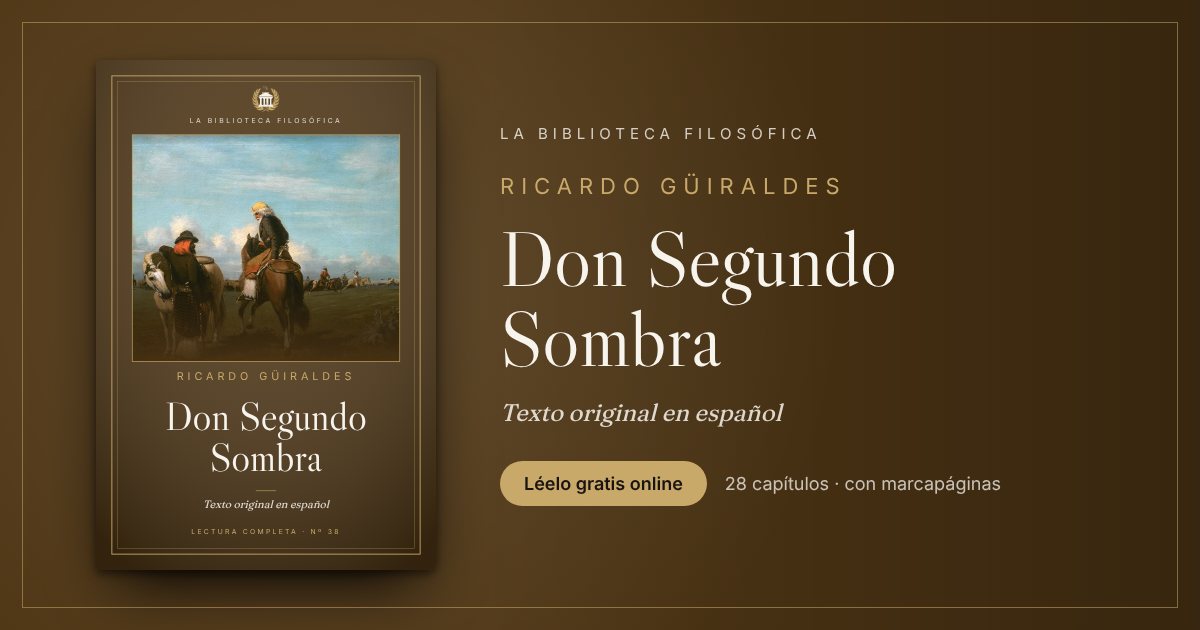 LA BIBLIOTECA FILOSÓFICA
RICARDO GÜIRALDES
Don Segundo
Sombra
Texto original en español
LECTURA COMPLETA · Nº 38
LA BIBLIOTECA FILOSÓFICA
RICARDO GÜIRALDES
Don Segundo
Sombra
Texto original en español
Léelo gratis online
28 capítulos · con marcapáginas